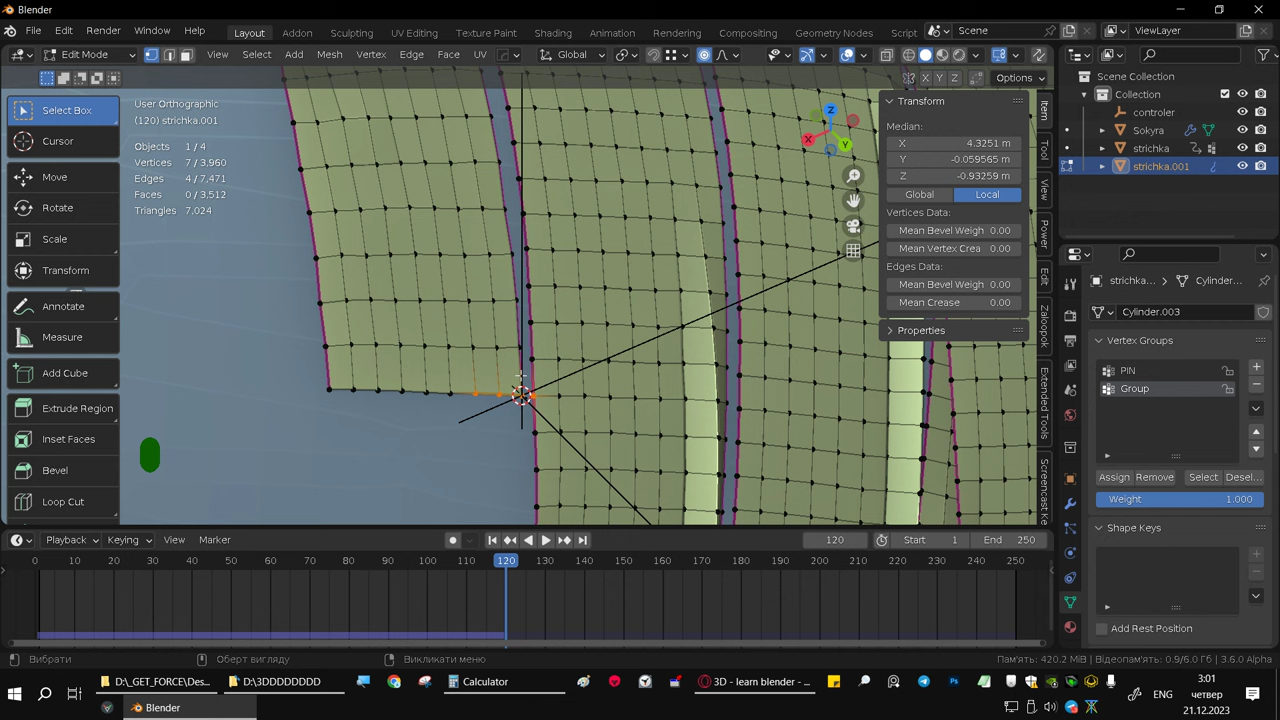 Blender
File Edit Render Window Help Layout Addon Sculpting UV Editing Texture Paint Shading Animation Rendering Compositing Geometry Nodes Script Scene ViewLayer
Edit Mode View Select Add Mesh Vertex Edge Face UV Global
X Y Z Options
Select Box
Cursor
Move
Rotate
Scale
Transform
Annotate
Measure
Add Cube
Extrude Region
Inset Faces
Bevel
Loop Cut
User Orthographic
(120) strichka.001
Objects 1 / 4
Vertices 7 / 3,960
Edges 4 / 7,471
Faces 0 / 3,512
Triangles 7,024
Z
X
Y
Transform
Median:
X 4.3251 m
Y -0.059565 m
Z -0.93259 m
Global Local
Vertices Data:
Mean Bevel Weigh 0.00
Mean Vertex Crea 0.00
Edges Data:
Mean Bevel Weigh 0.00
Mean Crease 0.00
Properties
Item
Tool
View
Power
Edit
Zaloopok
Extended Tools
Screencast Ke
Scene Collection
Collection
controler
Sokyra
strichka
strichka.001
strichka... Cylinder...
Cylinder.003
Vertex Groups
PIN
Group
Assign Remove Select Desel...
Weight 1.000
Shape Keys
Add Rest Position
Playback Keying View Marker 120 Start 1 End 250
0 10 20 30 40 50 60 70 80 90 100 110 120 130 140 150 160 170 180 190 200 210 220 230 240 250
Вибрати Оберт вигляду Викликати меню Пам'ять: 420.2 MiB | Відеопам'ять: 0.9/6.0 Гб | 3.6.0 Alpha
D:\_GET_FORCE\Des... D:\3DDDDDDDD Calculator 3D - learn blender - ... 3:01
ENG четвер
Blender 21.12.2023